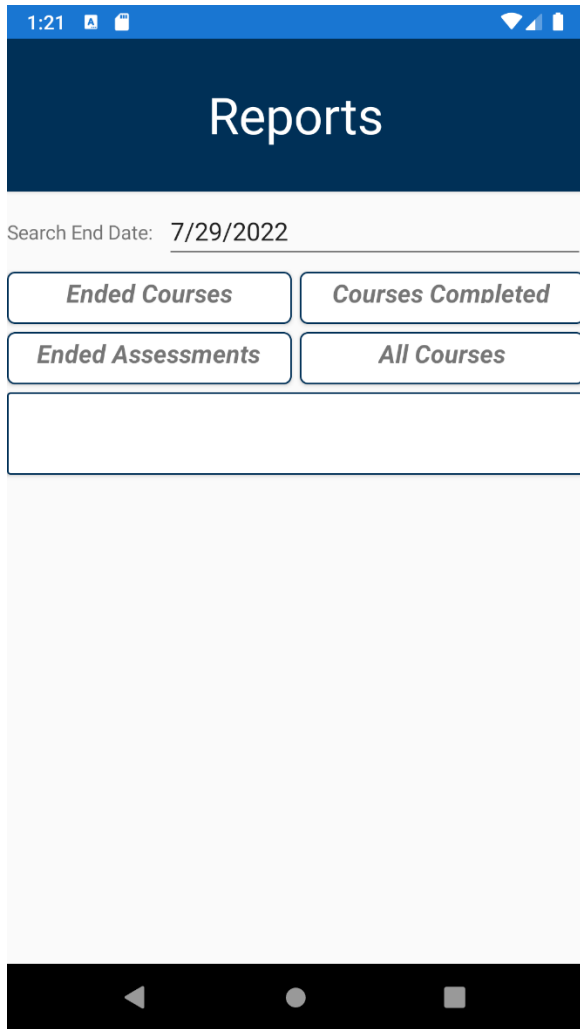 1:21
Reports
Search End Date: 7/29/2022
Ended Courses Courses Completed
Ended Assessments All Courses